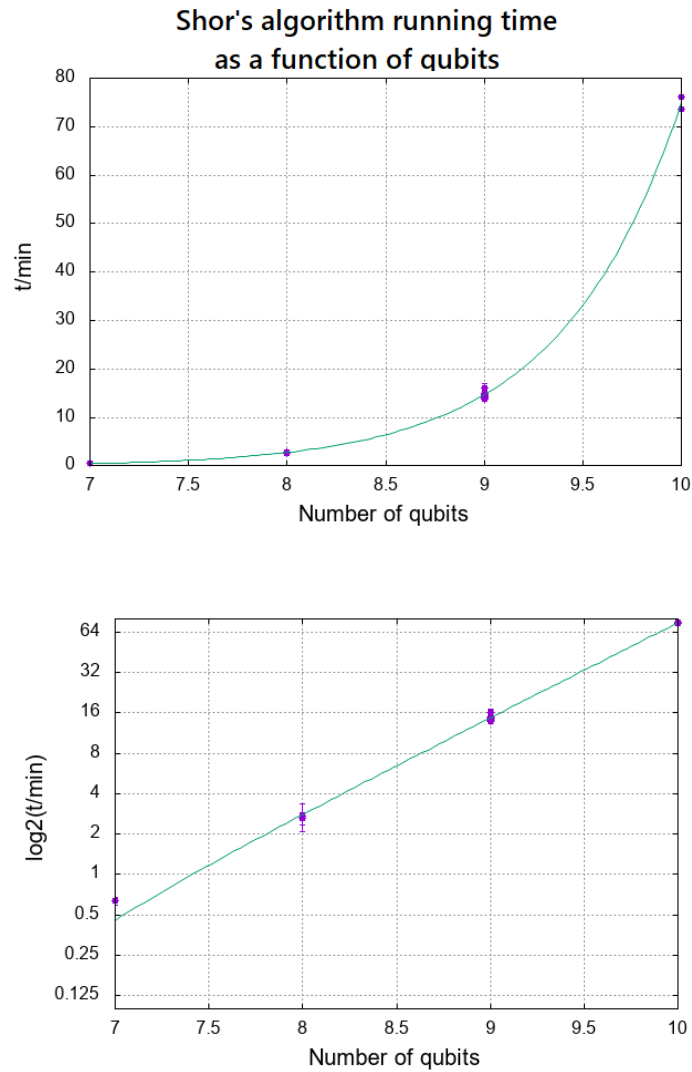 Shor's algorithm running time
as a function of qubits
80
70
60
50
40
30
20
10
0
t/min
7 7.5 8 8.5 9 9.5 10
Number of qubits
64
32
16
8
4
2
1
0.5
0.25
0.125
log2(t/min)
7 7.5 8 8.5 9 9.5 10
Number of qubits